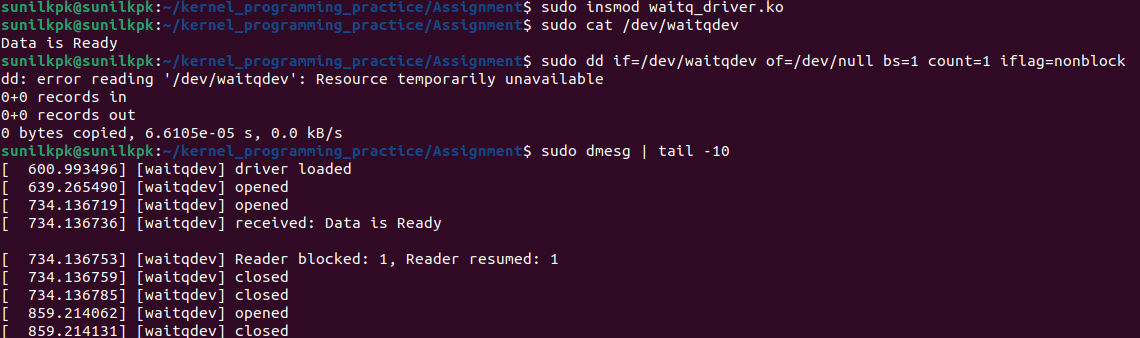 sunilkpk@sunilkpk:~/kernel_programming_practice/Assignment$ sudo insmod waitq_driver.ko
sunilkpk@sunilkpk:~/kernel_programming_practice/Assignment$ sudo cat /dev/waitqdev
Data is Ready
sunilkpk@sunilkpk:~/kernel_programming_practice/Assignment$ sudo dd if=/dev/waitqdev of=/dev/null bs=1 count=1 iflag=nonblock
dd: error reading '/dev/waitqdev': Resource temporarily unavailable
0+0 records in
0+0 records out
0 bytes copied, 6.6105e-05 s, 0.0 kB/s
sunilkpk@sunilkpk:~/kernel_programming_practice/Assignment$ sudo dmesg | tail -10
[  600.993496] [waitqdev] driver loaded
[  639.265490] [waitqdev] opened
[  734.136719] [waitqdev] opened
[  734.136736] [waitqdev] received: Data is Ready
[  734.136753] [waitqdev] Reader blocked: 1, Reader resumed: 1
[  734.136759] [waitqdev] closed
[  734.136785] [waitqdev] closed
[  859.214062] [waitqdev] opened
[  859.214131] [waitqdev] closed